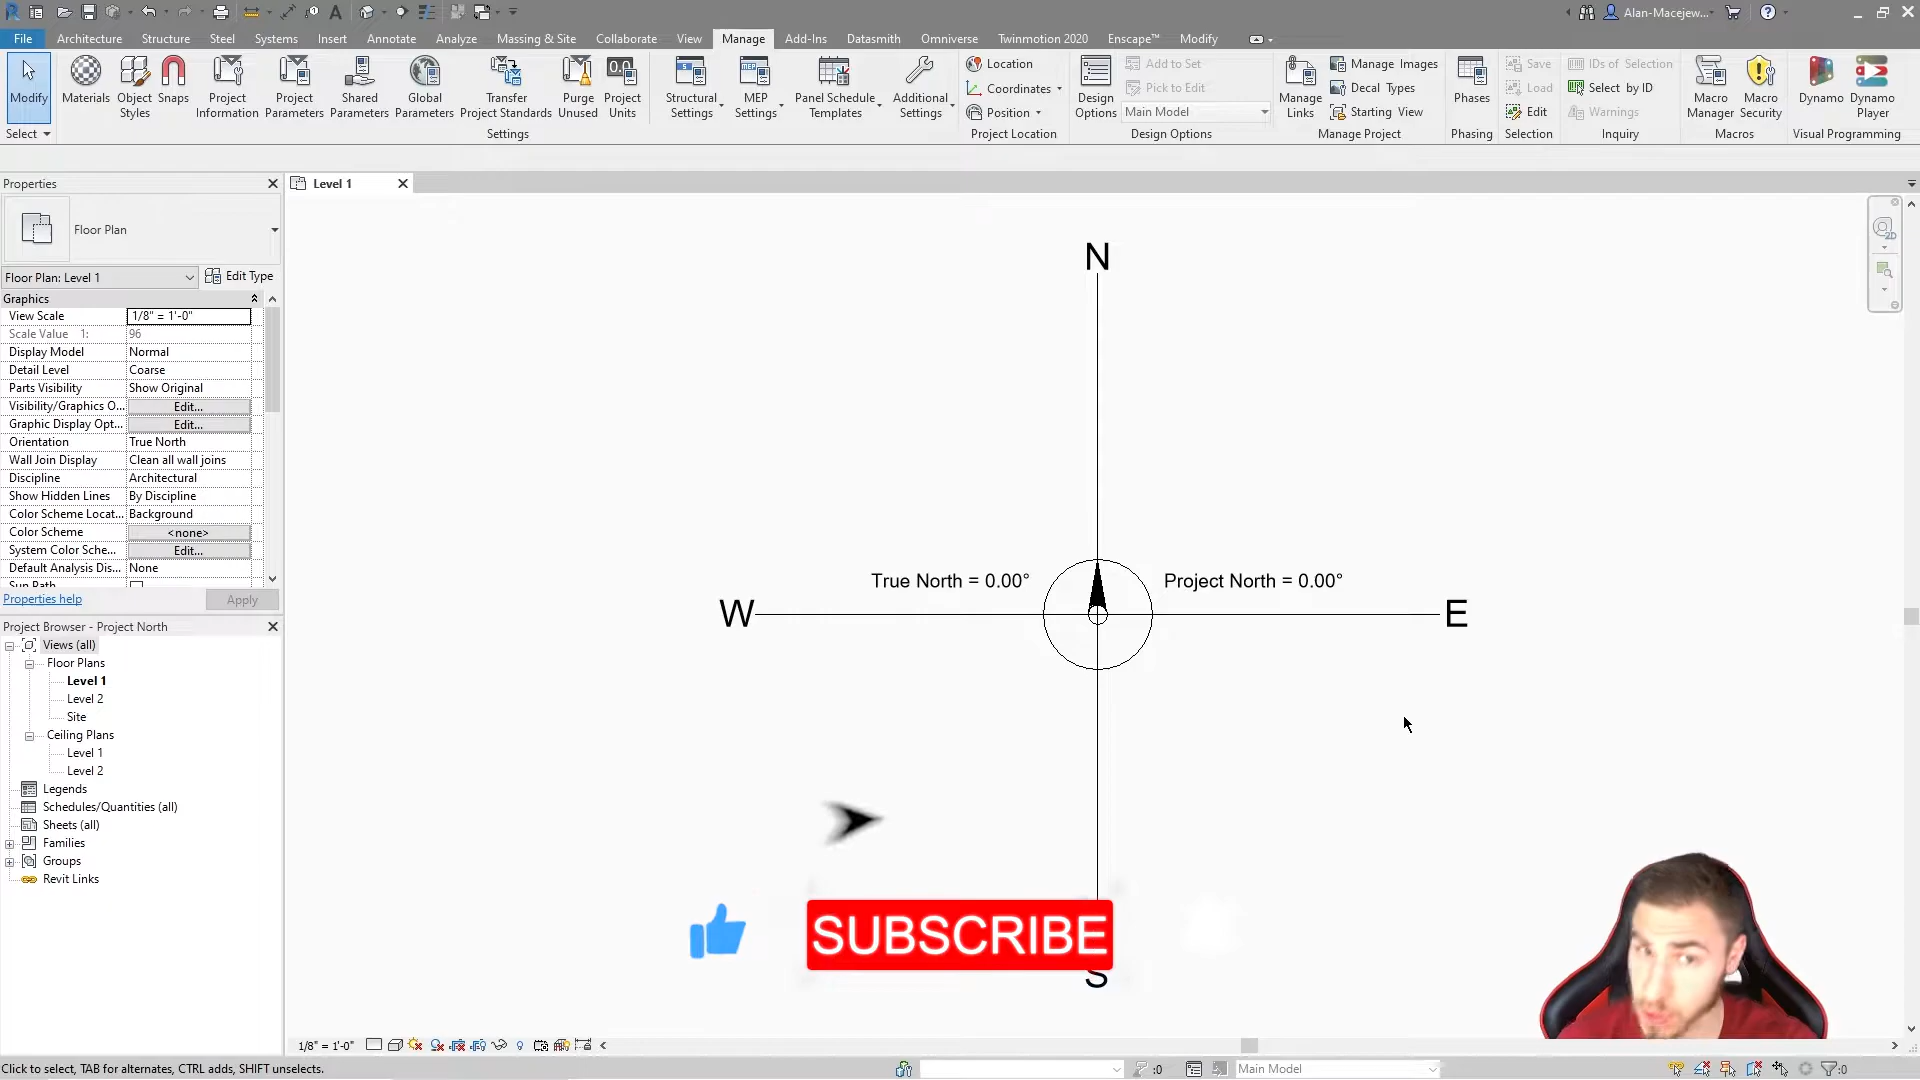 Alan-Macejew...
File Architecture Structure Steel Systems Insert Annotate Analyze Massing & Site Collaborate View Manage Add-Ins Datasmith Omniverse Twinmotion 2020 Enscape™ Modify
Modify
Materials
Object Styles
Snaps
Project Information
Project Parameters
Shared Parameters
Global Parameters
Transfer Project Standards
Purge Unused
Project Units
Structural Settings
MEP Settings
Panel Schedule Templates
Additional Settings
Location
Coordinates
Position
Design Options
Add to Set
Pick to Edit
Main Model
Manage Links
Manage Images
Decal Types
Starting View
Phases
Save
Load
Edit
IDs of Selection
Select by ID
Warnings
Macro Manager
Macro Security
Dynamo
Dynamo Player
Select Settings Project Location Design Options Manage Project Phasing Selection Inquiry Macros Visual Programming
Properties
Floor Plan
Floor Plan: Level 1 Edit Type
Graphics
View Scale 1/8" = 1'-0"
Scale Value 1: 96
Display Model Normal
Detail Level Coarse
Parts Visibility Show Original
Visibility/Graphics O... Edit...
Graphic Display Opt... Edit...
Orientation True North
Wall Join Display Clean all wall joins
Discipline Architectural
Show Hidden Lines By Discipline
Color Scheme Locat... Background
Color Scheme <none>
System Color Sche... Edit...
Default Analysis Dis... None
Sun Path
Properties help Apply
Project Browser - Project North
Views (all)
Floor Plans
Level 1
Level 2
Site
Ceiling Plans
Level 1
Level 2
Legends
Schedules/Quantities (all)
Sheets (all)
Families
Groups
Revit Links
Level 1
N
True North = 0.00° Project North = 0.00°
W E
SUBSCRIBE
S
1/8" = 1'-0"
Click to select, TAB for alternates, CTRL adds, SHIFT unselects.
:0
Main Model
:0